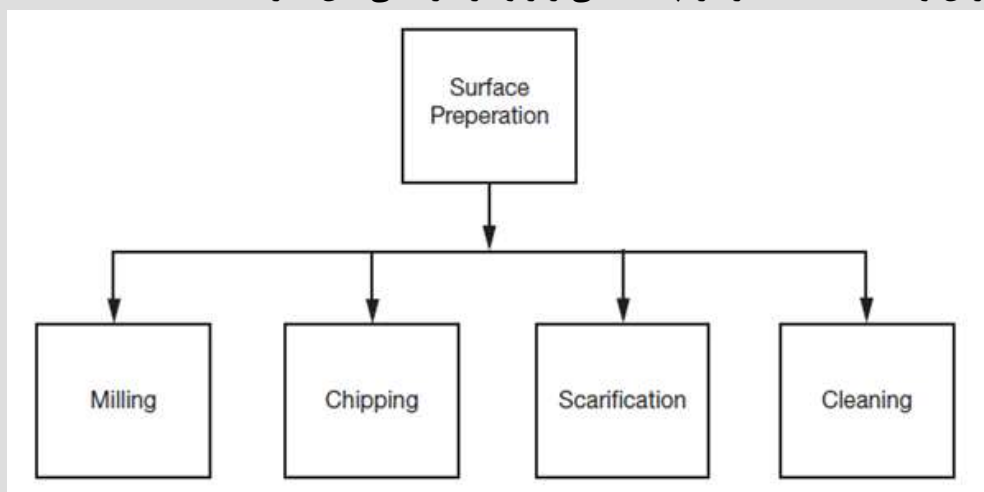 Surface
Preperation
Milling
Chipping
Scarification
Cleaning